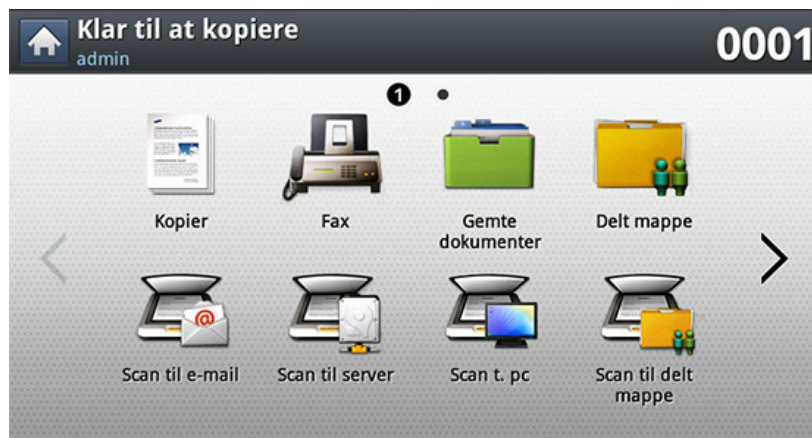 Klar til at kopiere
admin
0001
1
Kopier
Fax
Gemte
dokumenter
Delt mappe
@
Scan til e-mail
Scan til server
Scan t. pc
Scan til delt
mappe